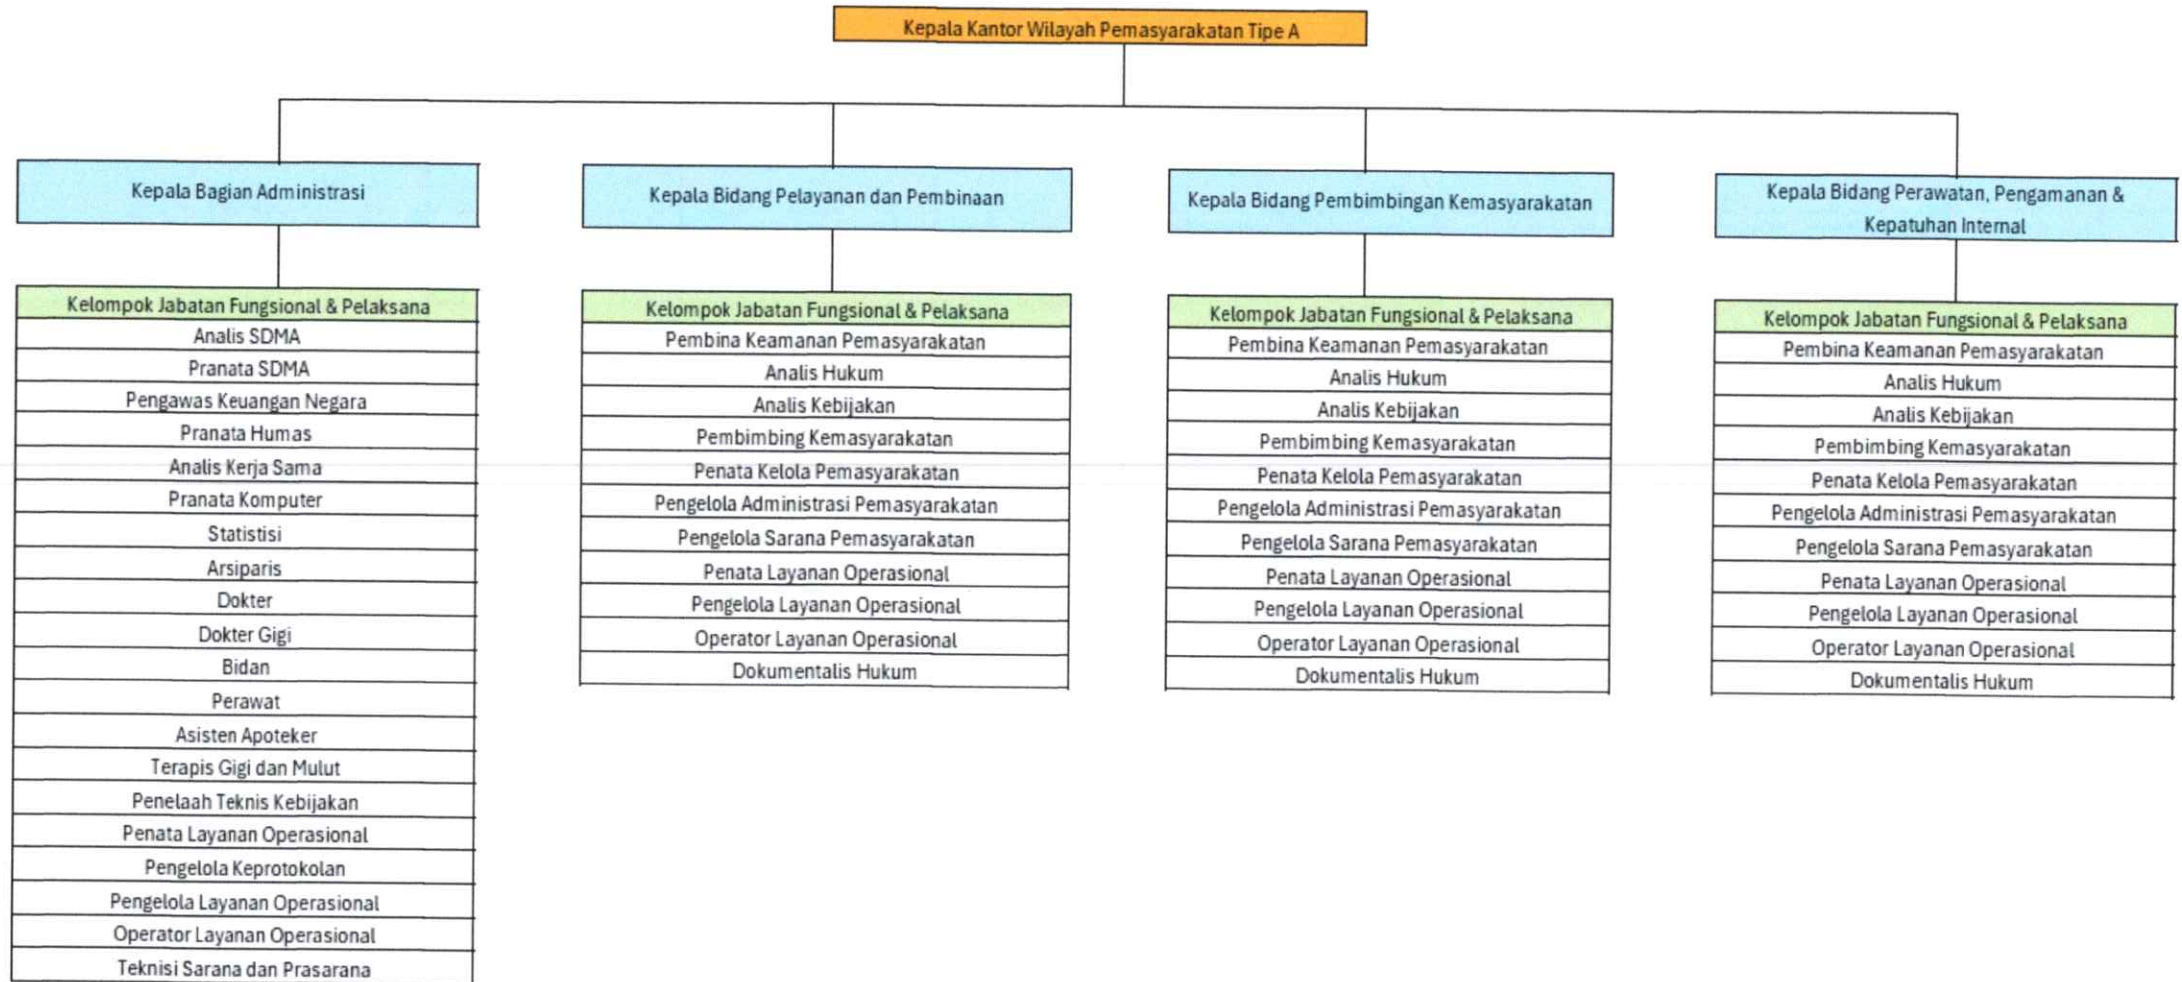 Kepala Kantor Wilayah Pemasyarakatan Tipe A
Kepala Bagian Administrasi
Kelompok Jabatan Fungsional & Pelaksana
Analis SDMA
Pranata SDMA
Pengawas Keuangan Negara
Pranata Humas
Analis Kerja Sama
Pranata Komputer
Statistisi
Arsiparis
Dokter
Dokter Gigi
Bidan
Perawat
Asisten Apoteker
Terapis Gigi dan Mulut
Penelaah Teknis Kebijakan
Penata Layanan Operasional
Pengelola Keprotokolan
Pengelola Layanan Operasional
Operator Layanan Operasional
Teknisi Sarana dan Prasarana
Kepala Bidang Pelayanan dan Pembinaan
Kelompok Jabatan Fungsional & Pelaksana
Pembina Keamanan Pemasyarakatan
Analis Hukum
Analis Kebijakan
Pembimbing Kemasyarakatan
Penata Kelola Pemasyarakatan
Pengelola Administrasi Pemasyarakatan
Pengelola Sarana Pemasyarakatan
Penata Layanan Operasional
Pengelola Layanan Operasional
Operator Layanan Operasional
Dokumentalis Hukum
Kepala Bidang Pembimbingan Kemasyarakatan
Kelompok Jabatan Fungsional & Pelaksana
Pembina Keamanan Pemasyarakatan
Analis Hukum
Analis Kebijakan
Pembimbing Kemasyarakatan
Penata Kelola Pemasyarakatan
Pengelola Administrasi Pemasyarakatan
Pengelola Sarana Pemasyarakatan
Penata Layanan Operasional
Pengelola Layanan Operasional
Operator Layanan Operasional
Dokumentalis Hukum
Kepala Bidang Perawatan, Pengamanan &
Kepatuhan Internal
Kelompok Jabatan Fungsional & Pelaksana
Pembina Keamanan Pemasyarakatan
Analis Hukum
Analis Kebijakan
Pembimbing Kemasyarakatan
Penata Kelola Pemasyarakatan
Pengelola Administrasi Pemasyarakatan
Pengelola Sarana Pemasyarakatan
Penata Layanan Operasional
Pengelola Layanan Operasional
Operator Layanan Operasional
Dokumentalis Hukum